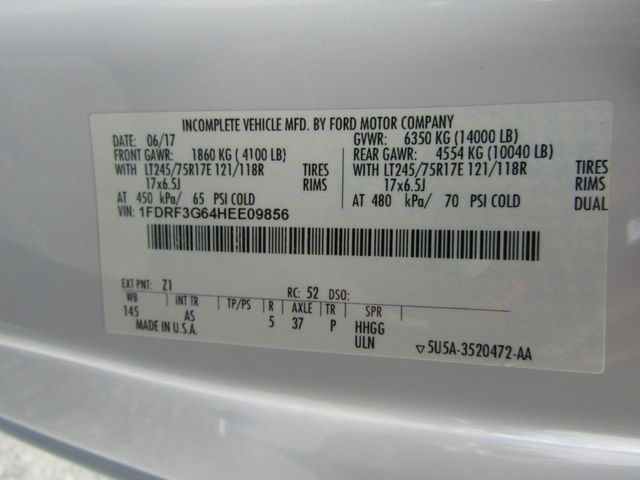 INCOMPLETE VEHICLE MFD. BY FORD MOTOR COMPANY
DATE: 06/17 GVWR: 6350 KG (14000 LB)
FRONT GAWR: 1860 KG ( 4100 LB) REAR GAWR: 4554 KG (10040 LB)
WITH LT245/75R17E 121/118R TIRES WITH LT245/75R17E 121/118R TIRES
17x6.5J RIMS 17x6.5J RIMS
AT 450 kPa/ 65 PSI COLD AT 480 kPa/ 70 PSI COLD DUAL
VIN: 1FDRF3G64HEE09856
EXT PNT: Z1 RC: 52 DSO:
WB INT TR TP/PS R AXLE TR SPR
145 AS 5 37 P HHGG
MADE IN U.S.A. ULN ▽5U5A-3520472-AA